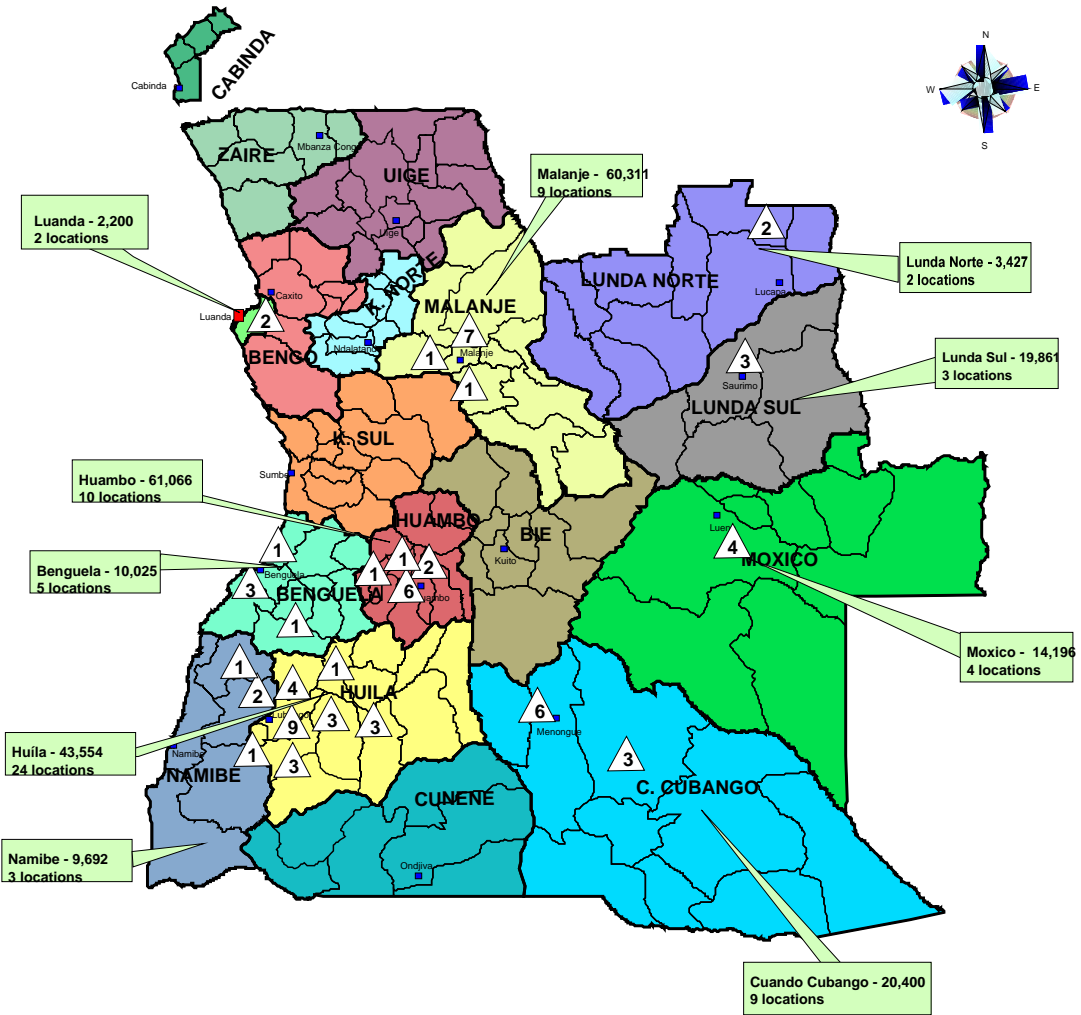 N
W
E
S
CABINDA
Cabinda
ZAIRE
Mbanza Congo
UIGE
Uige
Malanje - 60,311
9 locations
Luanda - 2,200
2 locations
Lunda Norte - 3,427
2 locations
2
LUNDA NORTE
Lucapa
K. NORTE
Caxito
Luanda
2
BENGO
Ndalatando
MALANJE
7
1
Malanje
1
Lunda Sul - 19,861
3 locations
3
Saurimo
LUNDA SUL
K. SUL
Sumbe
Huambo - 61,066
10 locations
HUAMBO
BIE
Kuito
1
2
1
6
Benguela - 10,025
5 locations
1
Benguela
3
BENGUELA
1
4
MOXICO
Moxico - 14,196
4 locations
1
2
4
1
HUILA
9
3
3
1
3
Huíla - 43,554
24 locations
Namibe
NAMIBE
6
Menongue
3
C. CUBANGO
CUNENE
Ondjiva
Namibe - 9,692
3 locations
Cuando Cubango - 20,400
9 locations